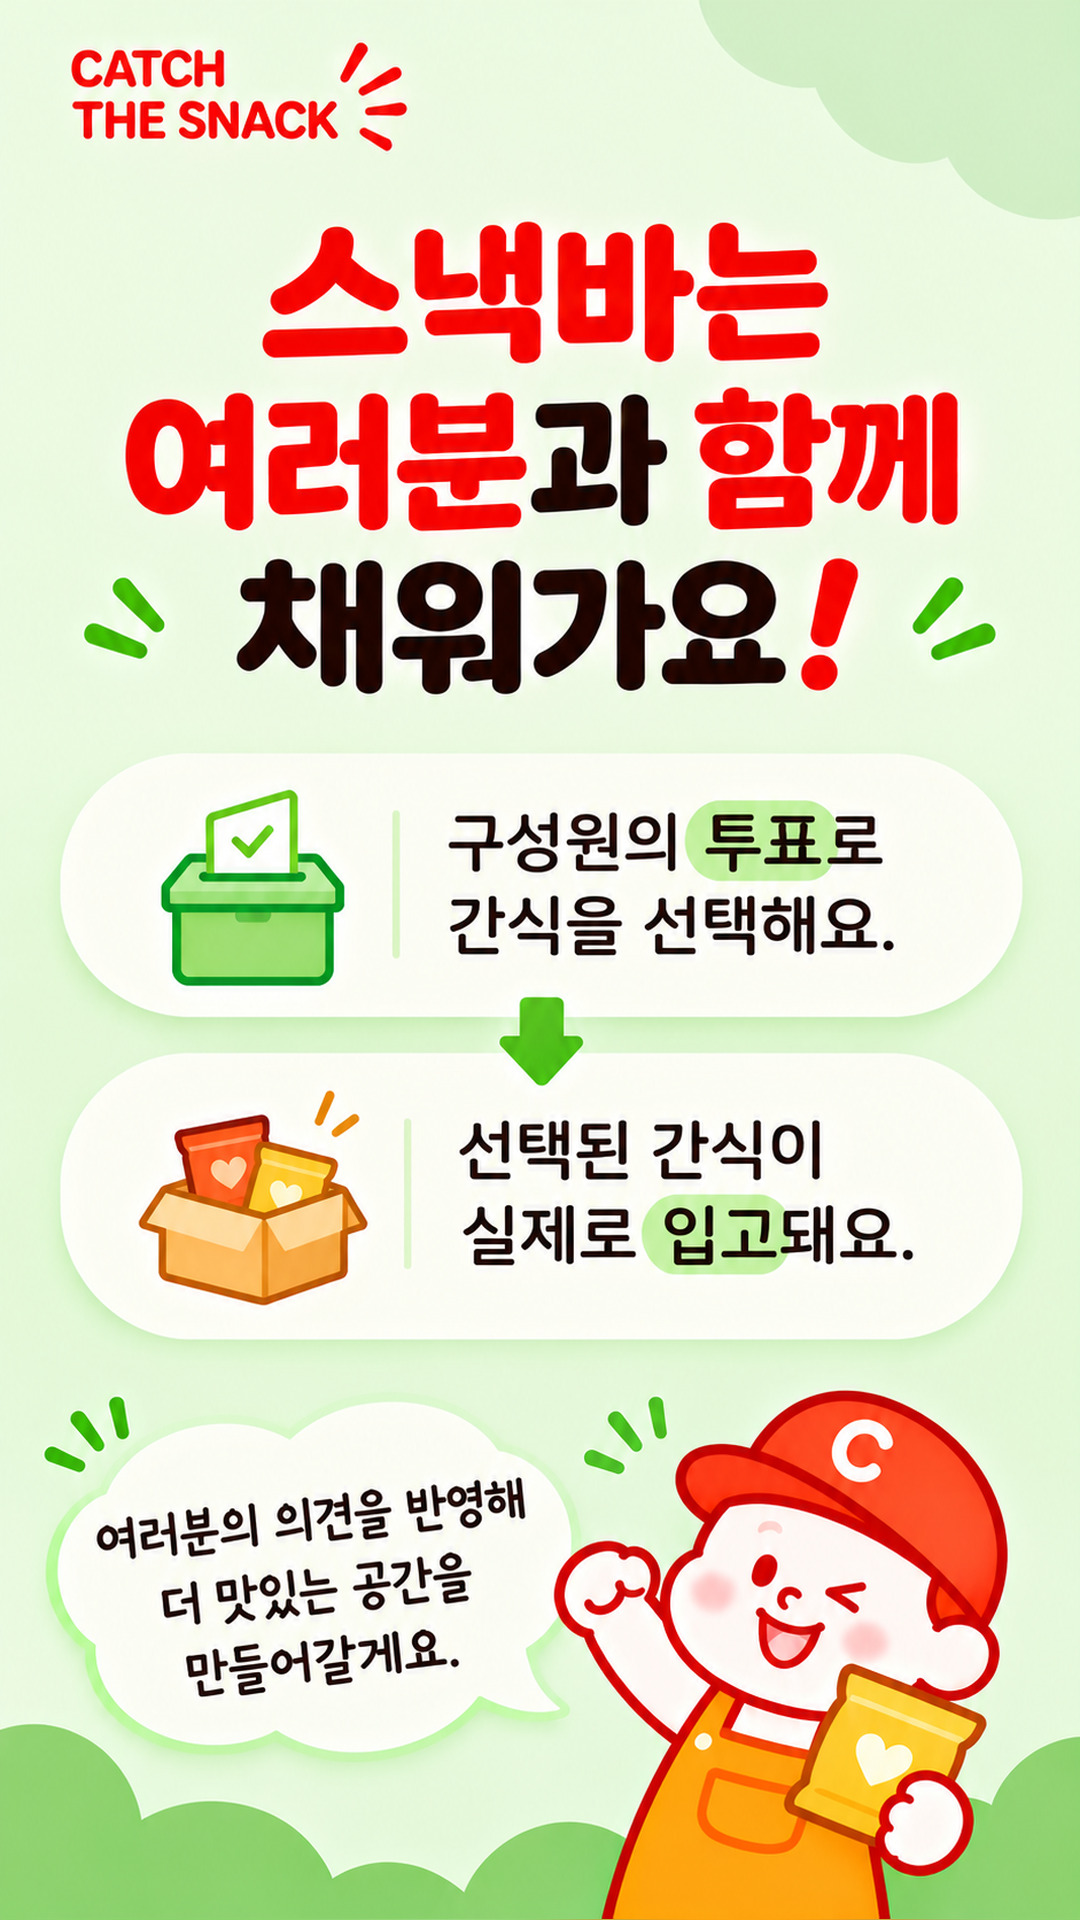 CATCH
THE SNACK
스낵바는
여러분과 함께
채워가요!
구성원의 투표로
간식을 선택해요.
선택된 간식이
실제로 입고돼요.
여러분의 의견을 반영해
더 맛있는 공간을
만들어갈게요.
C